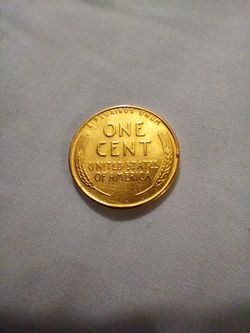 E PLURIBUS UNUM
ONE
CENT
UNITED STATES
OF AMERICA